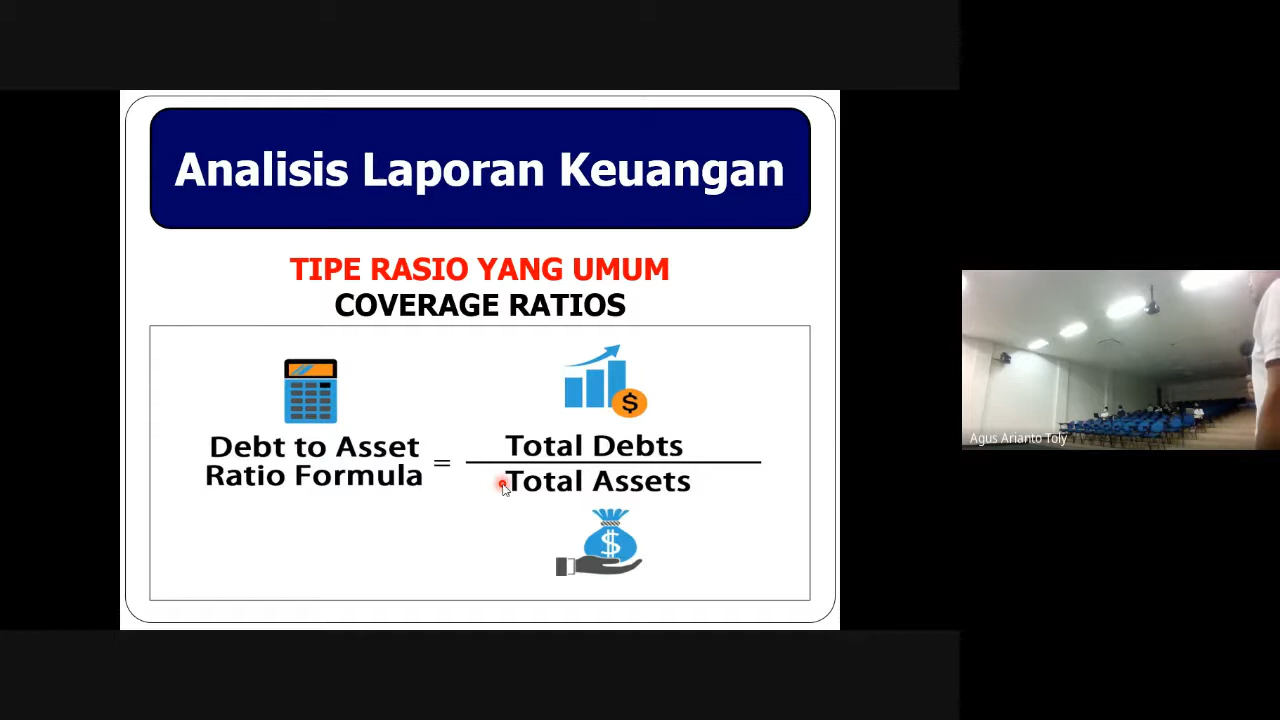 Analisis Laporan Keuangan
TIPE RASIO YANG UMUM
COVERAGE RATIOS
Debt to Asset
Ratio Formula
=
Total Debts
Total Assets
$
$
Agus Arianto Toly